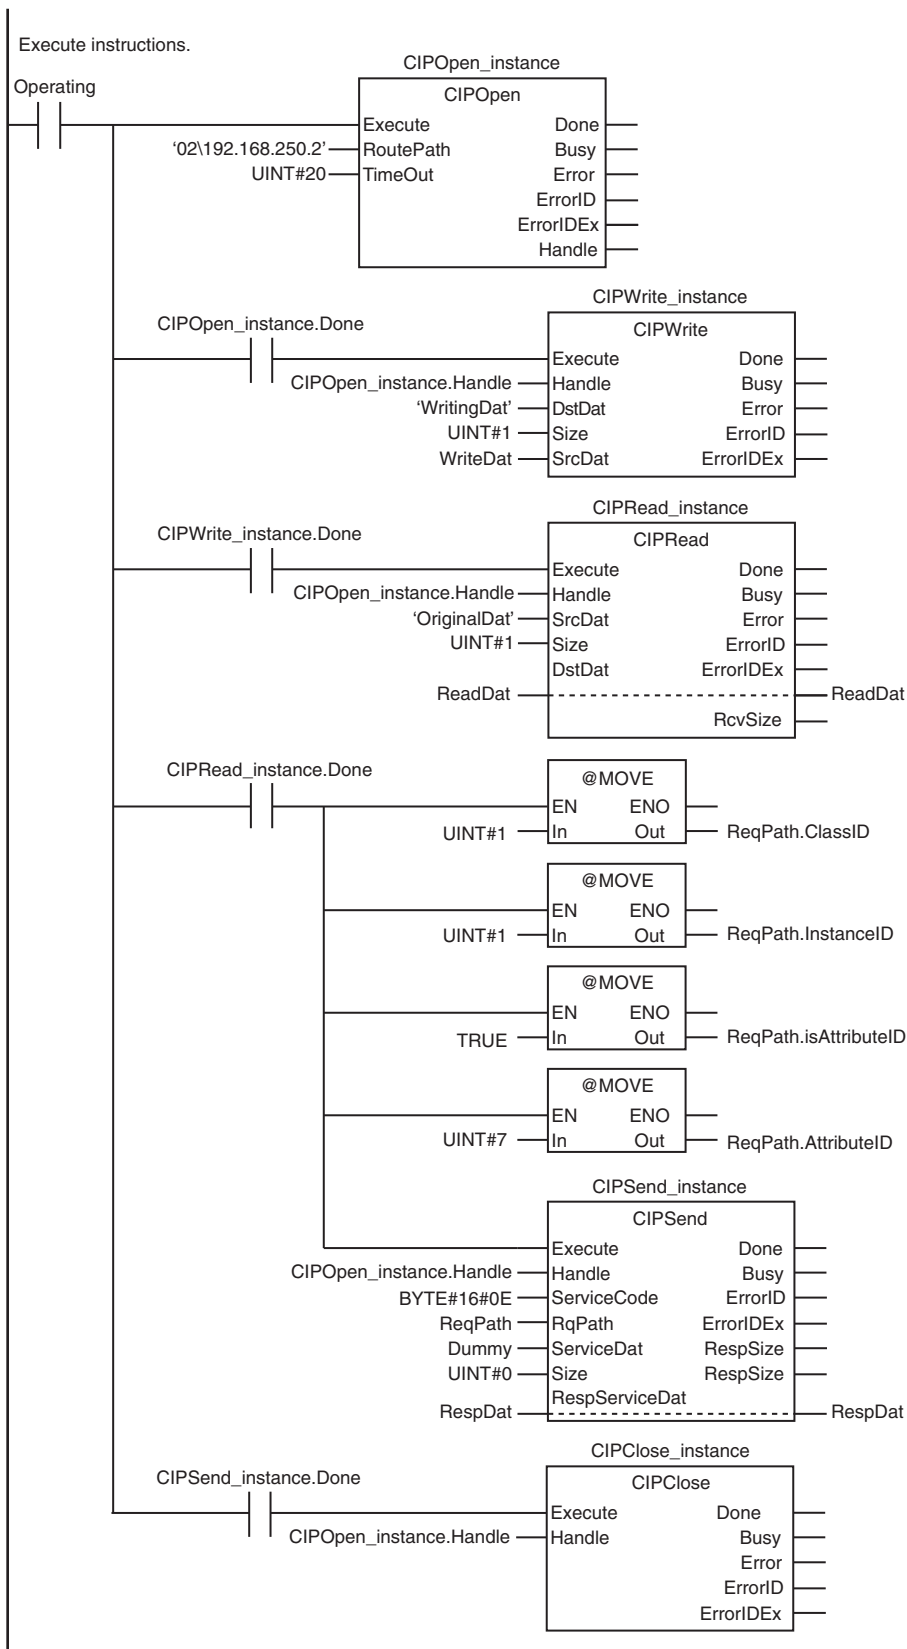 Execute instructions.
Operating
CIPOpen_instance
CIPOpen
Execute Done
'02\192.168.250.2' RoutePath Busy
UINT#20 TimeOut Error
ErrorID
ErrorIDEx
Handle
CIPWrite_instance
CIPOpen_instance.Done
CIPWrite
Execute Done
CIPOpen_instance.Handle Handle Busy
‘WritingDat’ DstDat Error
UINT#1 Size ErrorID
WriteDat SrcDat ErrorIDEx
CIPRead_instance
CIPWrite_instance.Done
CIPRead
Execute Done
CIPOpen_instance.Handle Handle Busy
‘OriginalDat’ SrcDat Error
UINT#1 Size ErrorID
DstDat ErrorIDEx
ReadDat ReadDat
RcvSize
CIPRead_instance.Done
@MOVE
EN ENO
UINT#1 In Out ReqPath.ClassID
@MOVE
EN ENO
UINT#1 In Out ReqPath.InstanceID
@MOVE
EN ENO
TRUE In Out ReqPath.isAttributeID
@MOVE
EN ENO
UINT#7 In Out ReqPath.AttributeID
CIPSend_instance
CIPSend
Execute Done
CIPOpen_instance.Handle Handle Busy
BYTE#16#0E ServiceCode ErrorID
ReqPath RqPath ErrorIDEx
Dummy ServiceDat RespSize
UINT#0 Size RespSize
RespServiceDat
RespDat RespDat
CIPClose_instance
CIPSend_instance.Done
CIPClose
Execute Done
CIPOpen_instance.Handle Handle Busy
Error
ErrorID
ErrorIDEx